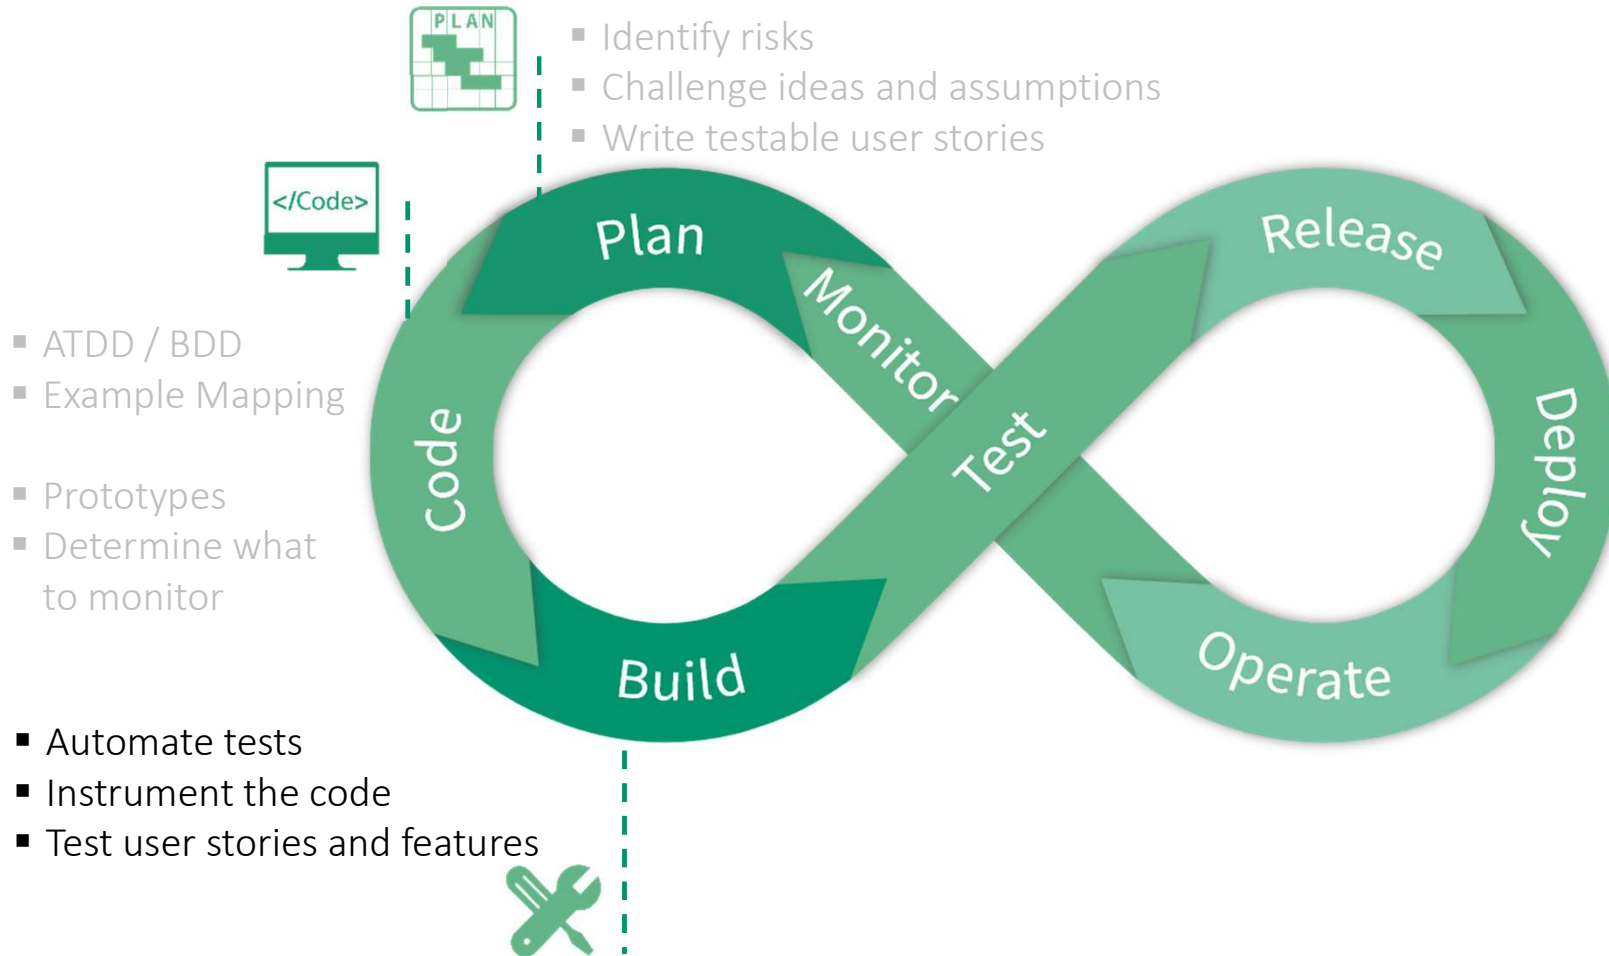 PLAN
▪ Identify risks
▪ Challenge ideas and assumptions
▪ Write testable user stories
</Code>
Plan
Release
Monitor
▪ ATDD / BDD
▪ Example Mapping
Code
Test
Deploy
▪ Prototypes
▪ Determine what
to monitor
Build
Operate
▪ Automate tests
▪ Instrument the code
▪ Test user stories and features